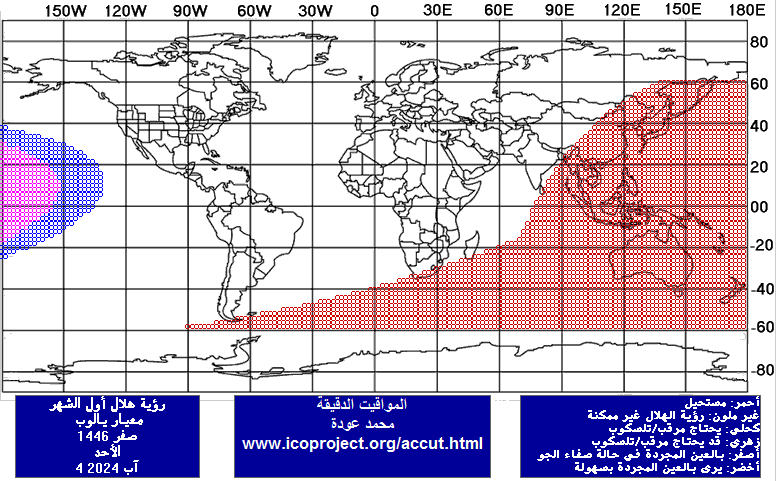 150W 120W 90W 60W 30W 0 30E 60E 90E 120E 150E 180E
80
60
40
20
00
-20
-40
-60
-80
رؤية هلال أول الشهر
معيار يالوب
صفر 1446
الأحد
4 آب 2024
المواقيت الدقيقة
محمد عودة
www.icoproject.org/accut.html
أحمر: مستحيل
غير ملون: رؤية الهلال غير ممكنة
كحلي: يحتاج مرقب/تلسكوب
زهري: قد يحتاج مرقب/تلسكوب
أصفر: بالعين المجردة في حالة صفاء الجو
أخضر: يرى بالعين المجردة بسهولة